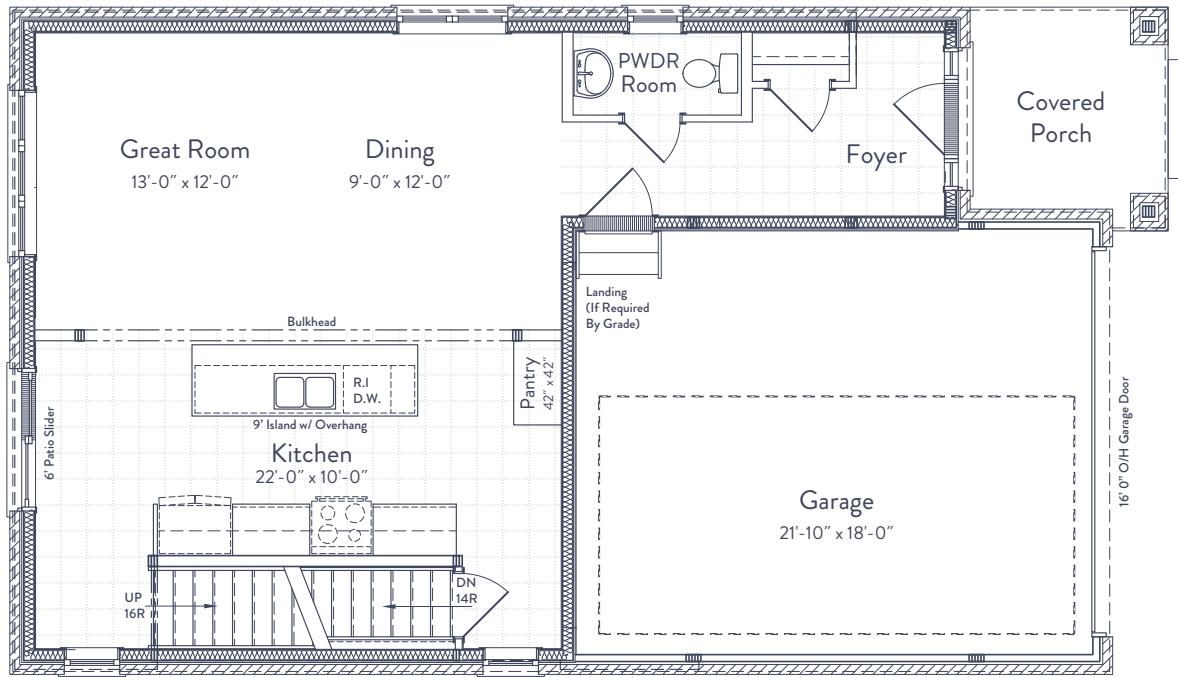 PWDR
Room
Covered
Porch
Great Room
13'-0" x 12'-0"
Dining
9'-0" x 12'-0"
Foyer
Landing
(If Required
By Grade)
Bulkhead
R.I
D.W.
Pantry
42" x 42"
9' Island w/ Overhang
6' Patio Slider
Kitchen
22'-0" x 10'-0"
16' 0" O/H Garage Door
Garage
21'-10" x 18'-0"
UP
16R
DN
14R